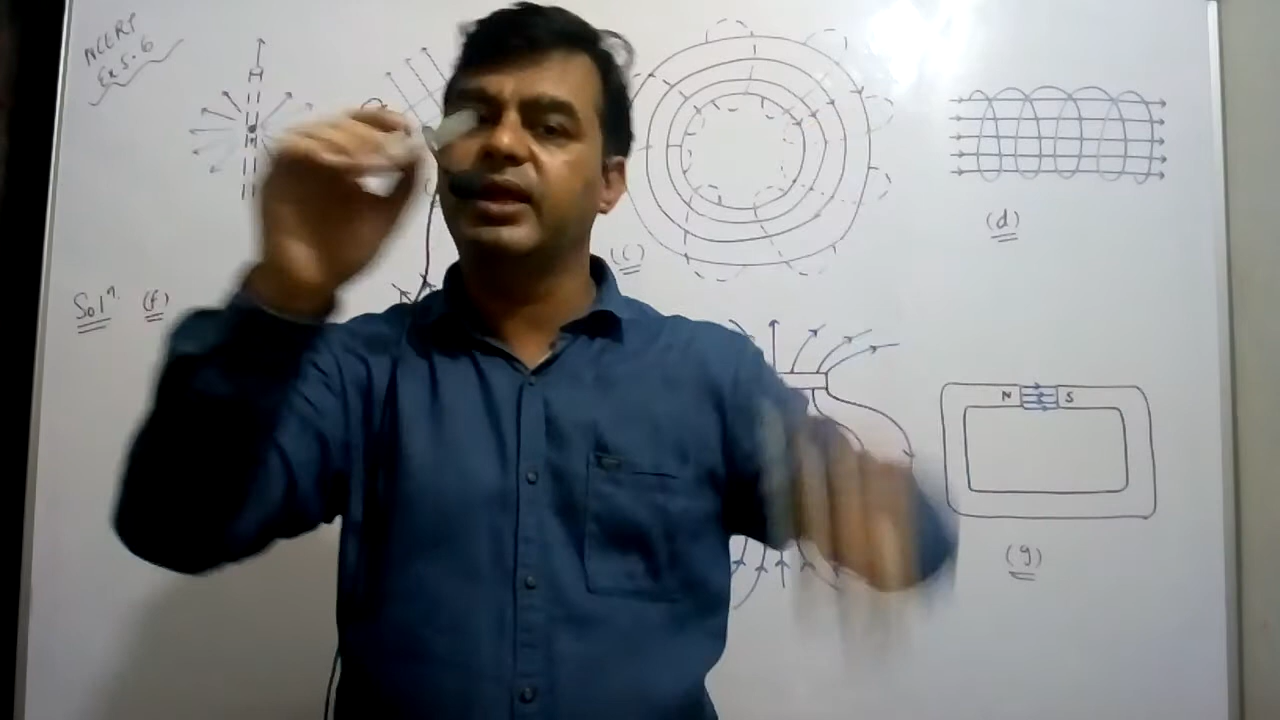 NCERT
Ex 5.6
(c)
(d)
Solⁿ. (f)
N S
(g)